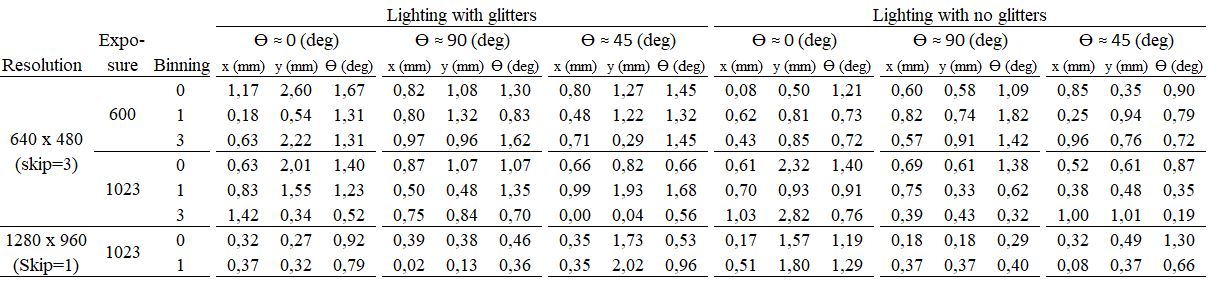 Lighting with glitters Lighting with no glitters
Expo- ϴ ≈ 0 (deg) ϴ ≈ 90 (deg) ϴ ≈ 45 (deg) ϴ ≈ 0 (deg) ϴ ≈ 90 (deg) ϴ ≈ 45 (deg)
Resolution sure Binning x (mm) y (mm) ϴ (deg) x (mm) y (mm) ϴ (deg) x (mm) y (mm) ϴ (deg) x (mm) y (mm) ϴ (deg) x (mm) y (mm) ϴ (deg) x (mm) y (mm) ϴ (deg)
0 1,17 2,60 1,67 0,82 1,08 1,30 0,80 1,27 1,45 0,08 0,50 1,21 0,60 0,58 1,09 0,85 0,35 0,90
600 1 0,18 0,54 1,31 0,80 1,32 0,83 0,48 1,22 1,32 0,62 0,81 0,73 0,82 0,74 1,82 0,25 0,94 0,79
640 x 480 3 0,63 2,22 1,31 0,97 0,96 1,62 0,71 0,29 1,45 0,43 0,85 0,72 0,57 0,91 1,42 0,96 0,76 0,72
(skip=3) 0 0,63 2,01 1,40 0,87 1,07 1,07 0,66 0,82 0,66 0,61 2,32 1,40 0,69 0,61 1,38 0,52 0,61 0,87
1023 1 0,83 1,55 1,23 0,50 0,48 1,35 0,99 1,93 1,68 0,70 0,93 0,91 0,75 0,33 0,62 0,38 0,48 0,35
3 1,42 0,34 0,52 0,75 0,84 0,70 0,00 0,04 0,56 1,03 2,82 0,76 0,39 0,43 0,32 1,00 1,01 0,19
1280 x 960 1023 0 0,32 0,27 0,92 0,39 0,38 0,46 0,35 1,73 0,53 0,17 1,57 1,19 0,18 0,18 0,29 0,32 0,49 1,30
(Skip=1) 1 0,37 0,32 0,79 0,02 0,13 0,36 0,35 2,02 0,96 0,51 1,80 1,29 0,37 0,37 0,40 0,08 0,37 0,66